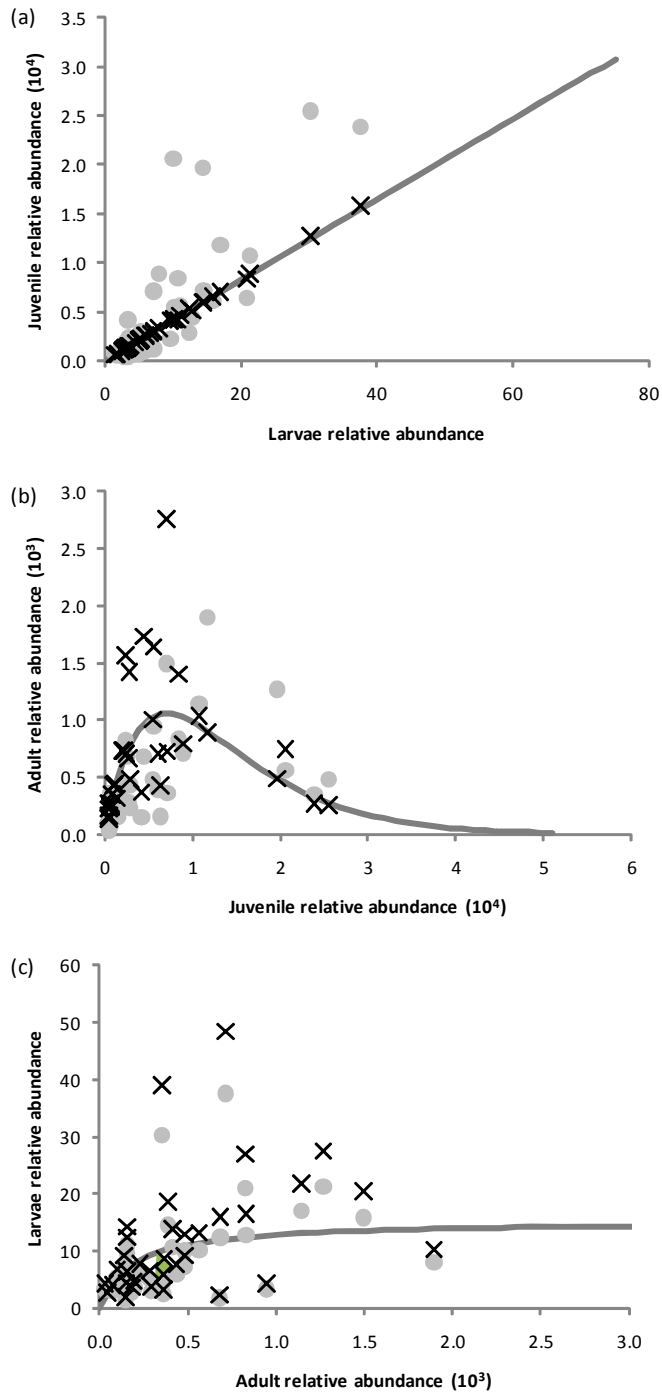 (a)
Juvenile relative abundance (10⁴)
3.5
3.0
2.5
2.0
1.5
1.0
0.5
0.0
0 20 40 60 80
Larvae relative abundance
(b)
Adult relative abundance (10³)
3.0
2.5
2.0
1.5
1.0
0.5
0.0
0 1 2 3 4 5 6
Juvenile relative abundance (10⁴)
(c)
Larvae relative abundance
60
50
40
30
20
10
0
0.0 0.5 1.0 1.5 2.0 2.5 3.0
Adult relative abundance (10³)